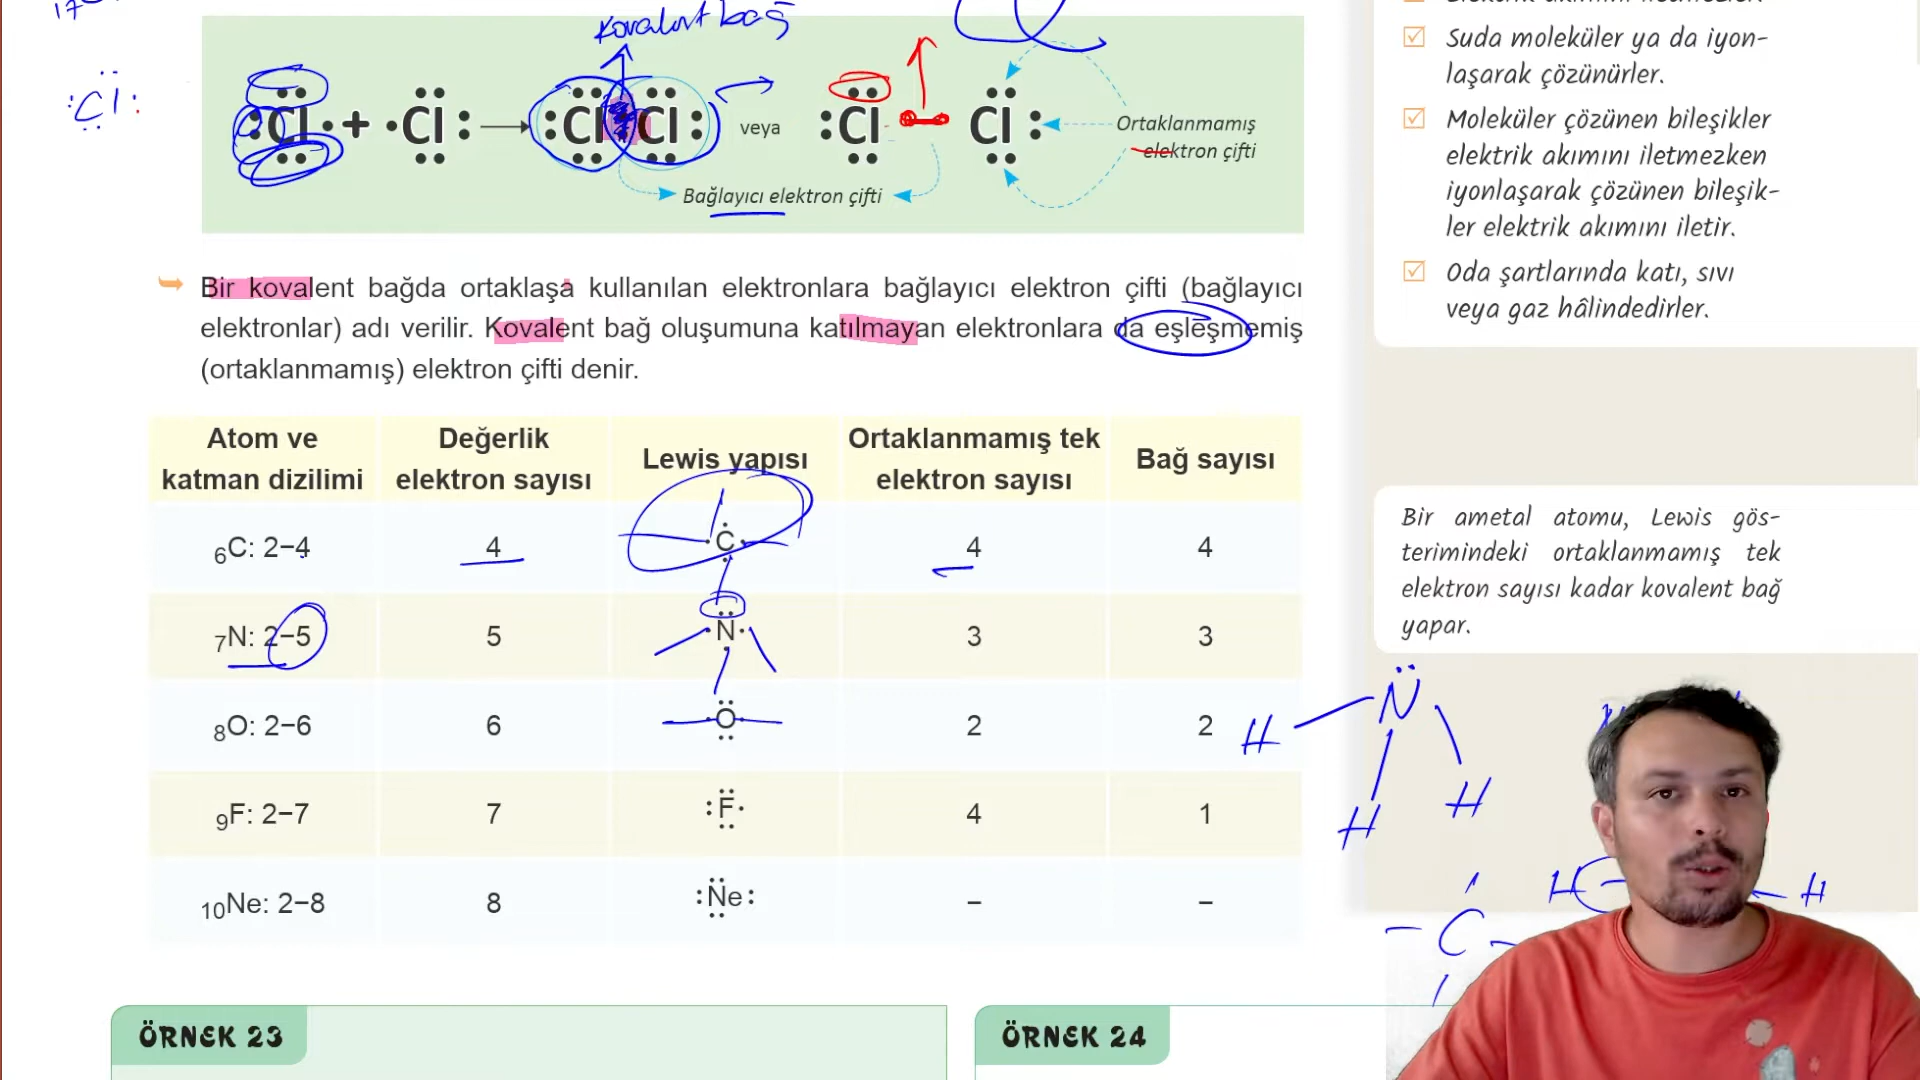 17
Kovalent bağ
:Cl:
:Cl· + ·Cl: → :Cl:Cl: veya :Cl — Cl:
Ortaklanmamış
elektron çifti
Bağlayıcı elektron çifti
Bir kovalent bağda ortaklaşa kullanılan elektronlara bağlayıcı elektron çifti (bağlayıcı
elektronlar) adı verilir. Kovalent bağ oluşumuna katılmayan elektronlara da eşleşmemiş
(ortaklanmamış) elektron çifti denir.
Atom ve katman dizilimi Değerlik elektron sayısı Lewis yapısı Ortaklanmamış tek elektron sayısı Bağ sayısı
₆C: 2−4 4 C 4 4
₇N: 2−5 5 N 3 3
₈O: 2−6 6 O 2 2
₉F: 2−7 7 :F· 4 1
₁₀Ne: 2−8 8 :Ne: − −
ÖRNEK 23
ÖRNEK 24
Suda moleküler ya da iyon-
laşarak çözünürler.
Moleküler çözünen bileşikler
elektrik akımını iletmezken
iyonlaşarak çözünen bileşik-
ler elektrik akımını iletir.
Oda şartlarında katı, sıvı
veya gaz hâlindedirler.
Bir ametal atomu, Lewis gös-
terimindeki ortaklanmamış tek
elektron sayısı kadar kovalent bağ
yapar.
H N
H H
H H
C